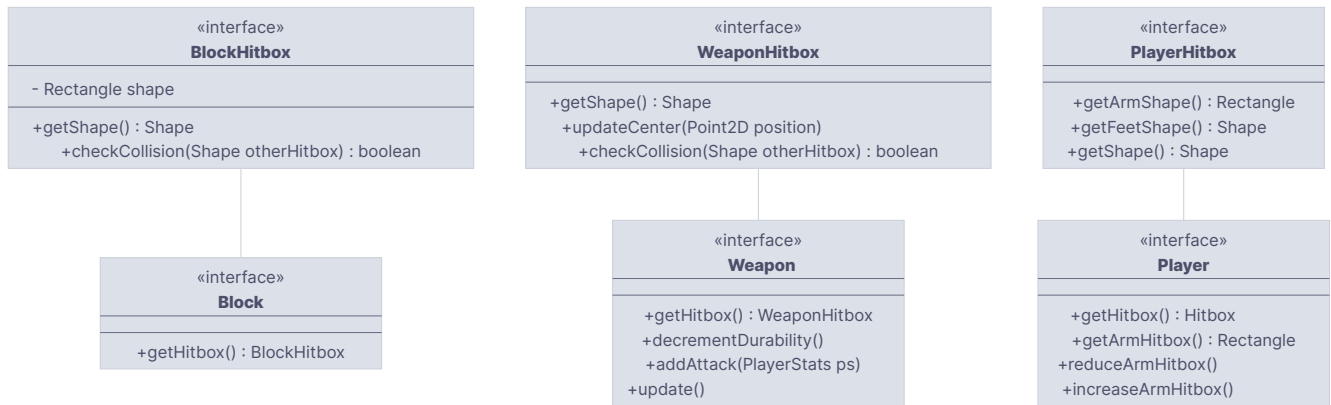 «interface»
BlockHitbox
- Rectangle shape
+getShape() : Shape
+checkCollision(Shape otherHitbox) : boolean
«interface»
WeaponHitbox
+getShape() : Shape
+updateCenter(Point2D position)
+checkCollision(Shape otherHitbox) : boolean
«interface»
PlayerHitbox
+getArmShape() : Rectangle
+getFeetShape() : Shape
+getShape() : Shape
«interface»
Block
+getHitbox() : BlockHitbox
«interface»
Weapon
+getHitbox() : WeaponHitbox
+decrementDurability()
+addAttack(PlayerStats ps)
+update()
«interface»
Player
+getHitbox() : Hitbox
+getArmHitbox() : Rectangle
+reduceArmHitbox()
+increaseArmHitbox()